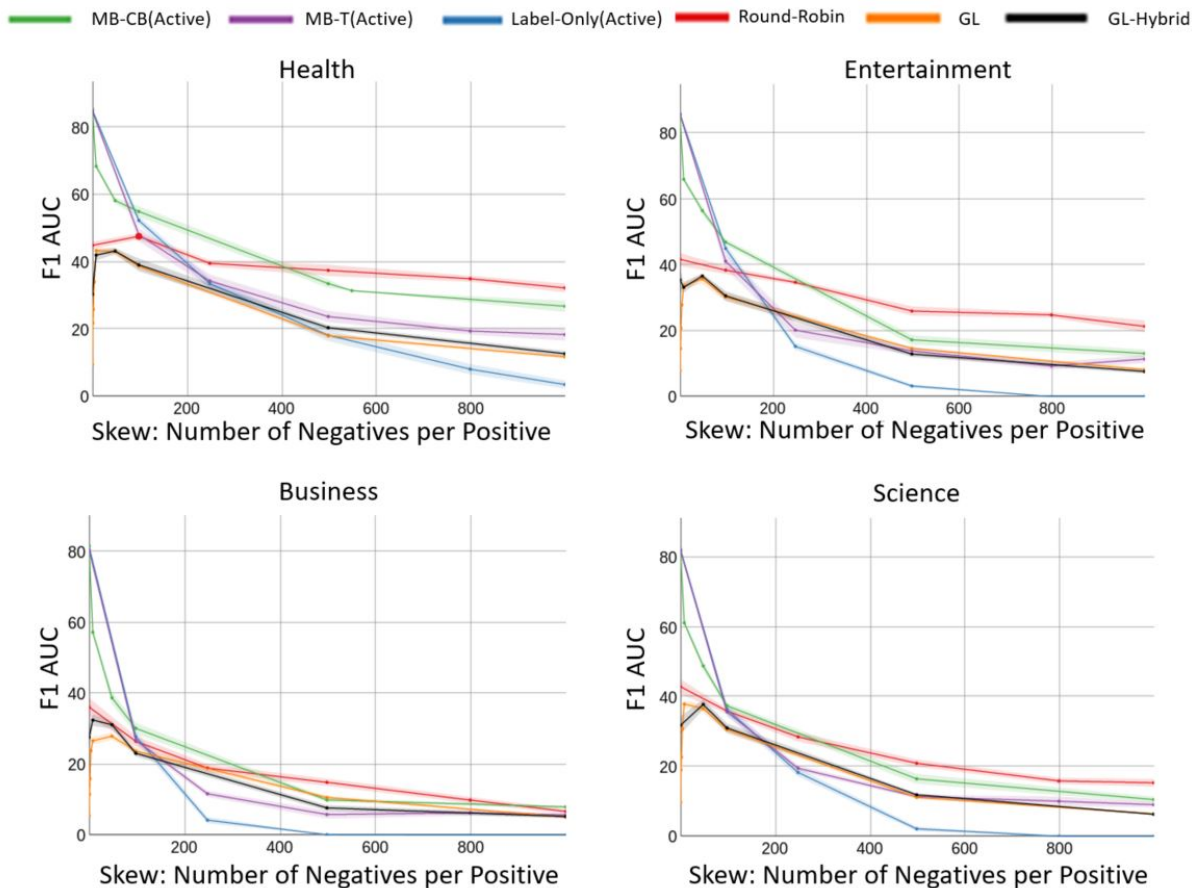 MB-CB(Active) MB-T(Active) Label-Only(Active) Round-Robin GL GL-Hybrid
Health
F1 AUC
80
60
40
20
0
200 400 600 800
Skew: Number of Negatives per Positive
Entertainment
F1 AUC
80
60
40
20
0
200 400 600 800
Skew: Number of Negatives per Positive
Business
F1 AUC
80
60
40
20
0
200 400 600 800
Skew: Number of Negatives per Positive
Science
F1 AUC
80
60
40
20
0
200 400 600 800
Skew: Number of Negatives per Positive